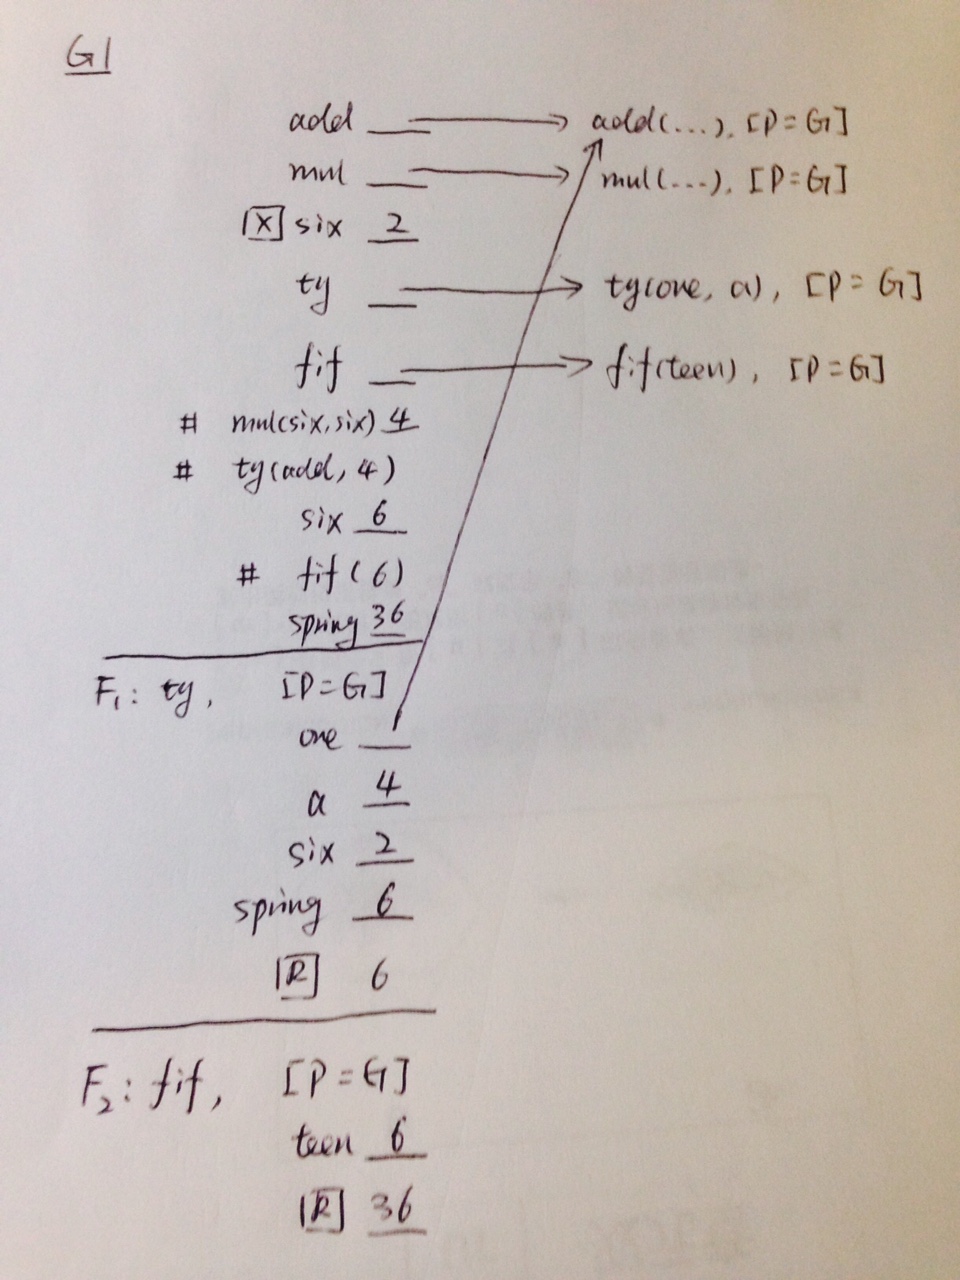 G
add add(...), [P=G]
mul mul(...), [P=G]
[X] six 2
ty ty(one, a), [P=G]
fif fif(teen), [P=G]
# mul(six, six) 4
# ty(add, 4)
six 6
# fif(6)
spring 36
F₁: ty, [P=G]
one
a 4
six 2
spring 6
[R] 6
F₂: fif, [P=G]
teen 6
[R] 36